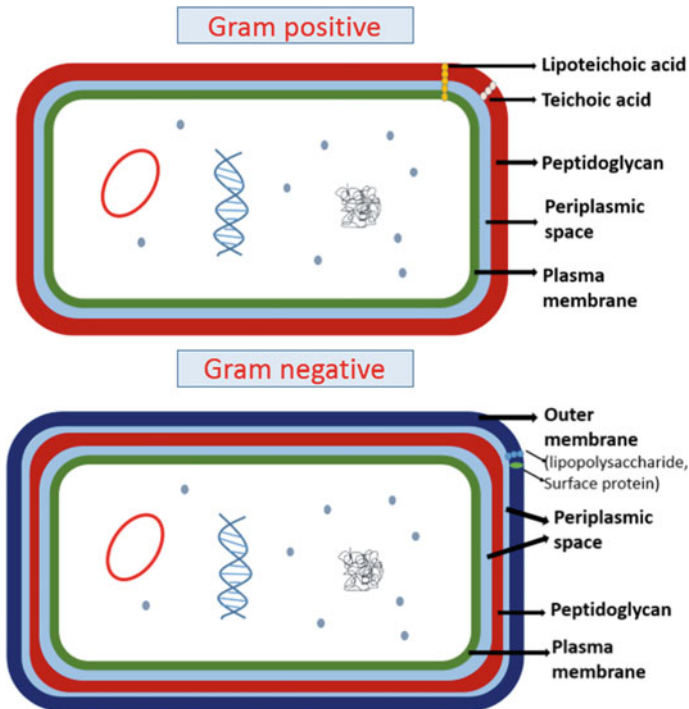 Gram positive
Lipoteichoic acid
Teichoic acid
Peptidoglycan
Periplasmic
space
Plasma
membrane
Gram negative
Outer
membrane
(lipopolysaccharide,
Surface protein)
Periplasmic
space
Peptidoglycan
Plasma
membrane